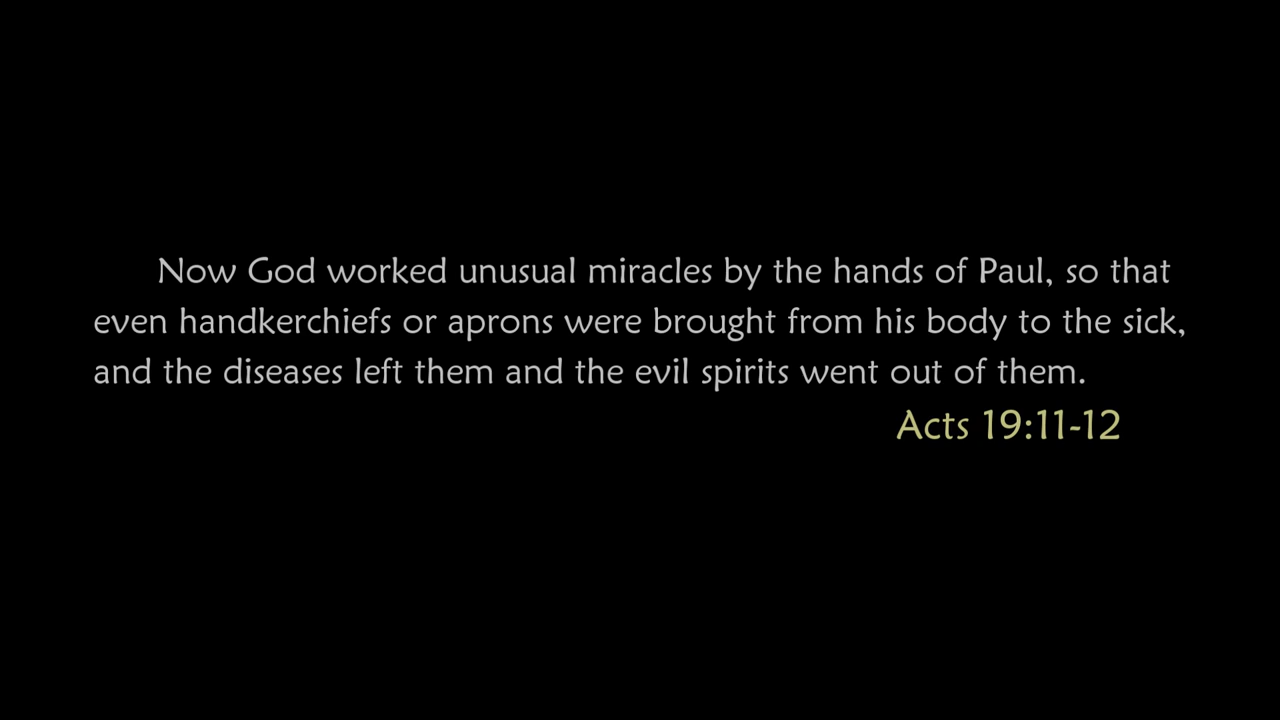 Now God worked unusual miracles by the hands of Paul, so that
even handkerchiefs or aprons were brought from his body to the sick,
and the diseases left them and the evil spirits went out of them.
Acts 19:11-12